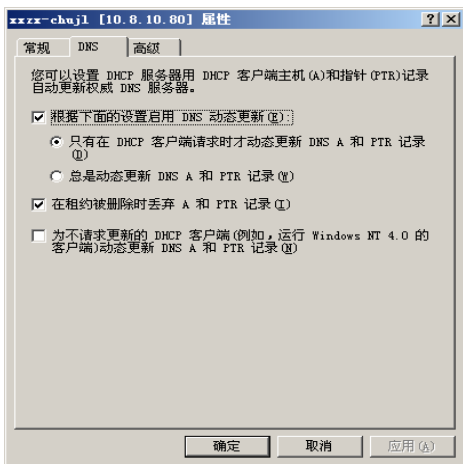 xzzx-chujl [10.8.10.80] 属性
常规 DNS 高级
您可以设置 DHCP 服务器用 DHCP 客户端主机(A)和指针(PTR)记录
自动更新权威 DNS 服务器。
根据下面的设置启用 DNS 动态更新(E):
只有在 DHCP 客户端请求时才动态更新 DNS A 和 PTR 记录
(D)
总是动态更新 DNS A 和 PTR 记录(W)
在租约被删除时丢弃 A 和 PTR 记录(I)
为不请求更新的 DHCP 客户端(例如，运行 Windows NT 4.0 的
客户端)动态更新 DNS A 和 PTR 记录(N)
确定 取消 应用(A)